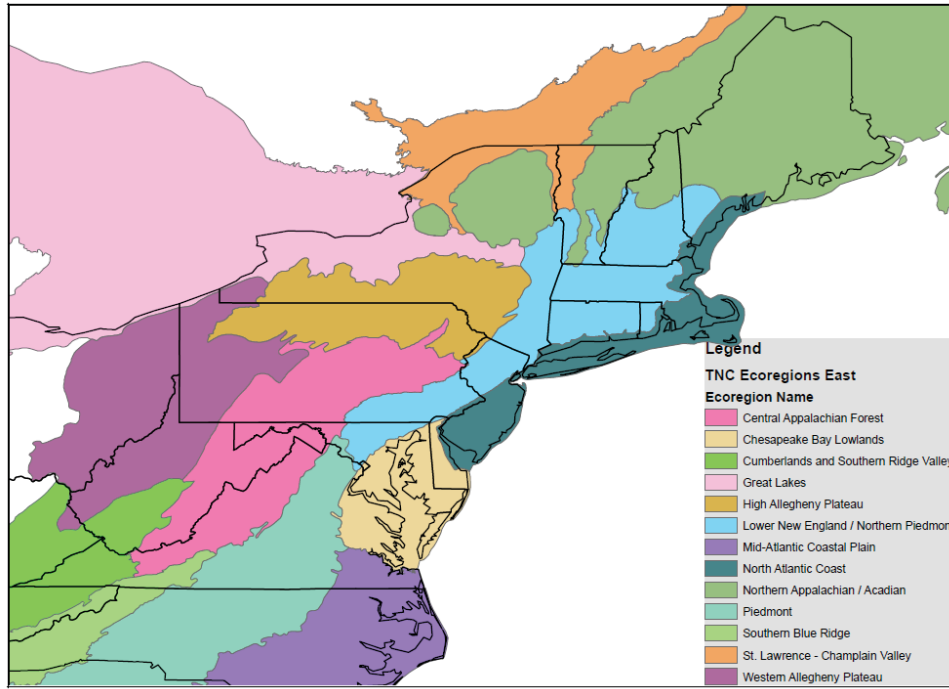 Legend
TNC Ecoregions East
Ecoregion Name
Central Appalachian Forest
Chesapeake Bay Lowlands
Cumberlands and Southern Ridge Valley
Great Lakes
High Allegheny Plateau
Lower New England / Northern Piedmon
Mid-Atlantic Coastal Plain
North Atlantic Coast
Northern Appalachian / Acadian
Piedmont
Southern Blue Ridge
St. Lawrence - Champlain Valley
Western Allegheny Plateau